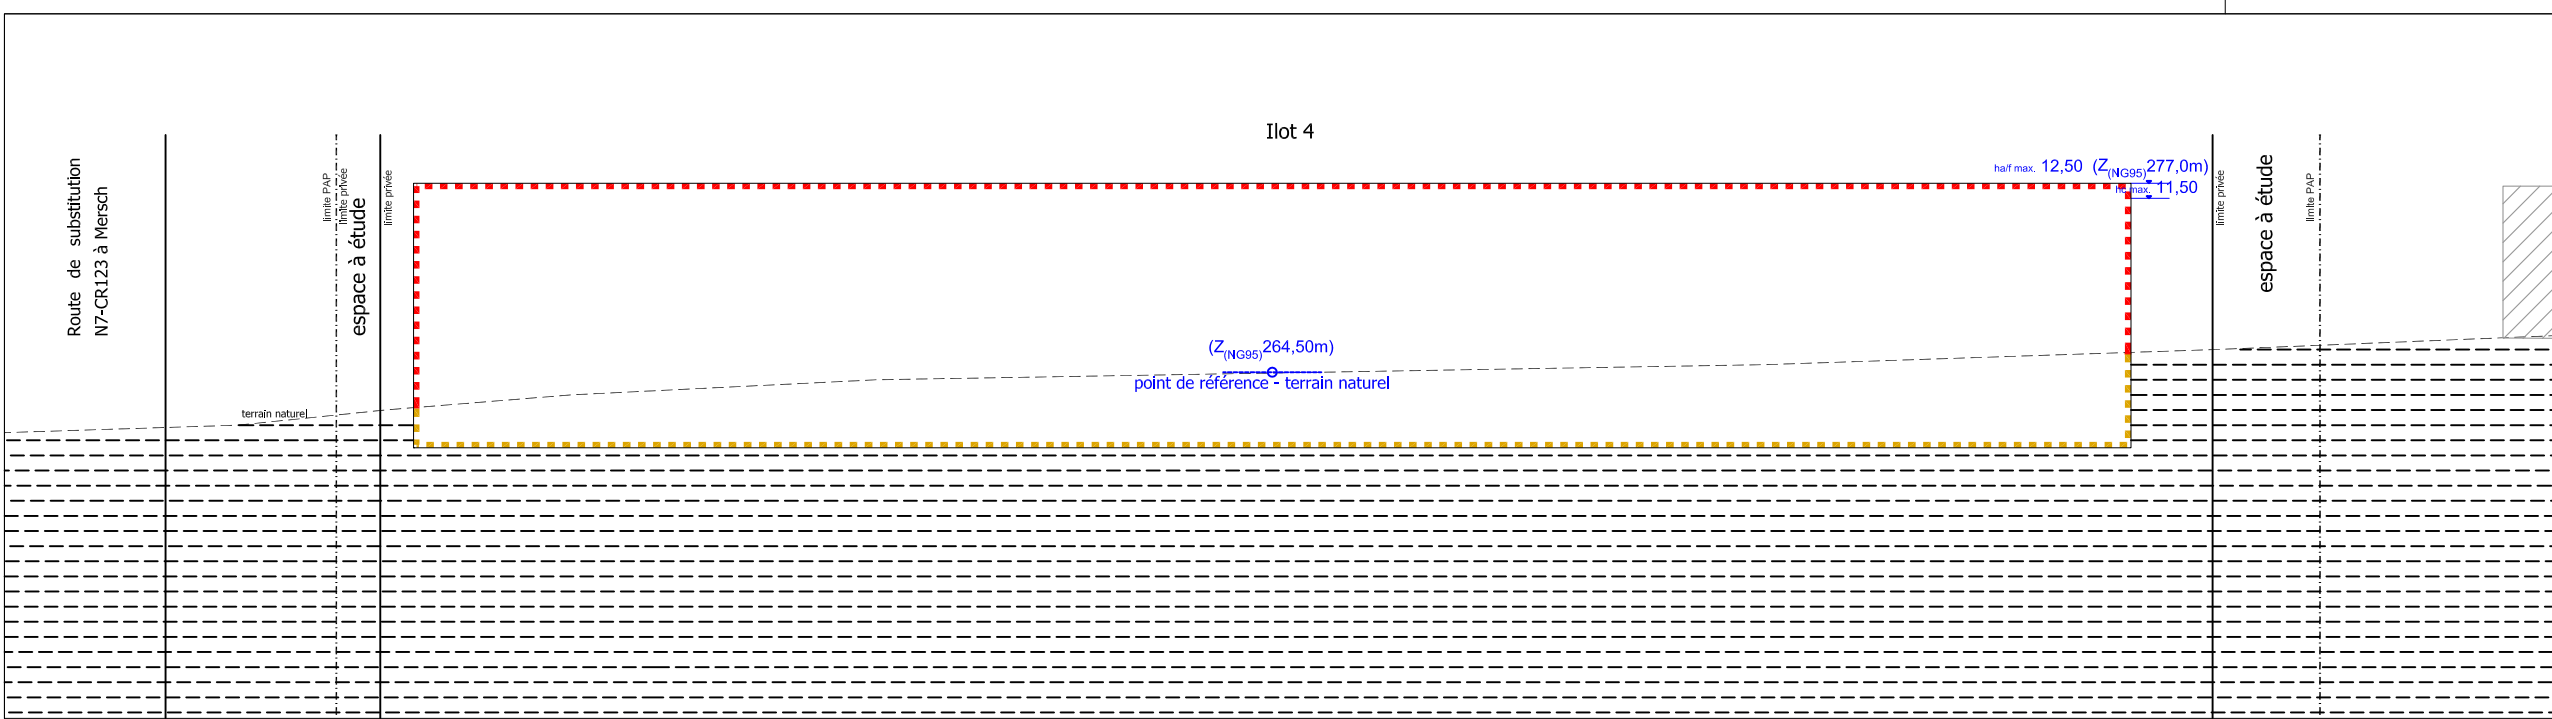 Ilot 4
Route de substitution
N7-CR123 à Mersch
limite PAP
limite privée
espace à étude
limite privée
ha/f max. 12,50 (Z(NG95)277,0m)
hc max. 11,50
limite privée
espace à étude
limite PAP
(Z(NG95)264,50m)
point de référence - terrain naturel
terrain naturel